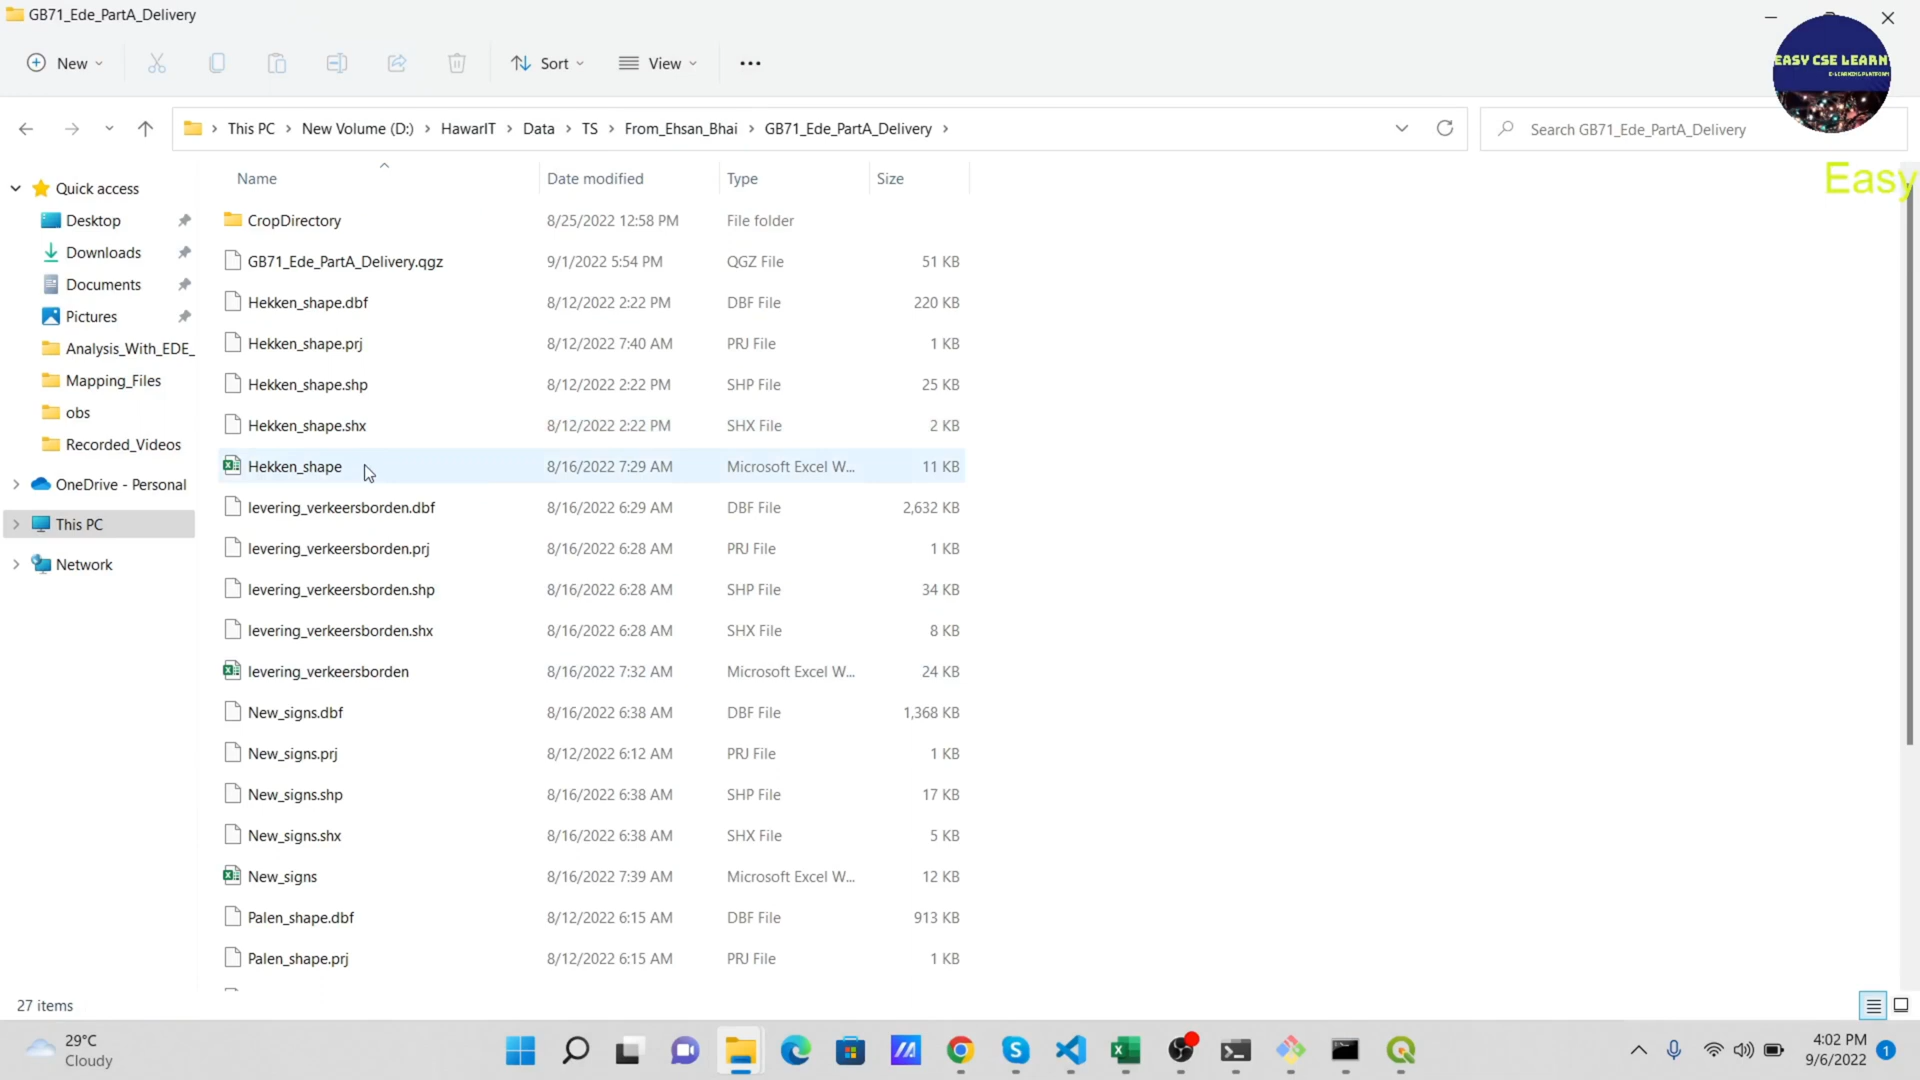 GB71_Ede_PartA_Delivery
New
Sort
View
EASY CSE LEARN
E-LEARNING PLATFORM
This PC New Volume (D:) HawarIT Data TS From_Ehsan_Bhai GB71_Ede_PartA_Delivery
Search GB71_Ede_PartA_Delivery
Easy
Name Date modified Type Size
Quick access
Desktop
Downloads
Documents
Pictures
Analysis_With_EDE_
Mapping_Files
obs
Recorded_Videos
OneDrive - Personal
This PC
Network
CropDirectory 8/25/2022 12:58 PM File folder
GB71_Ede_PartA_Delivery.qgz 9/1/2022 5:54 PM QGZ File 51 KB
Hekken_shape.dbf 8/12/2022 2:22 PM DBF File 220 KB
Hekken_shape.prj 8/12/2022 7:40 AM PRJ File 1 KB
Hekken_shape.shp 8/12/2022 2:22 PM SHP File 25 KB
Hekken_shape.shx 8/12/2022 2:22 PM SHX File 2 KB
Hekken_shape 8/16/2022 7:29 AM Microsoft Excel W... 11 KB
levering_verkeersborden.dbf 8/16/2022 6:29 AM DBF File 2,632 KB
levering_verkeersborden.prj 8/16/2022 6:28 AM PRJ File 1 KB
levering_verkeersborden.shp 8/16/2022 6:28 AM SHP File 34 KB
levering_verkeersborden.shx 8/16/2022 6:28 AM SHX File 8 KB
levering_verkeersborden 8/16/2022 7:32 AM Microsoft Excel W... 24 KB
New_signs.dbf 8/16/2022 6:38 AM DBF File 1,368 KB
New_signs.prj 8/12/2022 6:12 AM PRJ File 1 KB
New_signs.shp 8/16/2022 6:38 AM SHP File 17 KB
New_signs.shx 8/16/2022 6:38 AM SHX File 5 KB
New_signs 8/16/2022 7:39 AM Microsoft Excel W... 12 KB
Palen_shape.dbf 8/12/2022 6:15 AM DBF File 913 KB
Palen_shape.prj 8/12/2022 6:15 AM PRJ File 1 KB
27 items
29°C
Cloudy
4:02 PM
9/6/2022
1